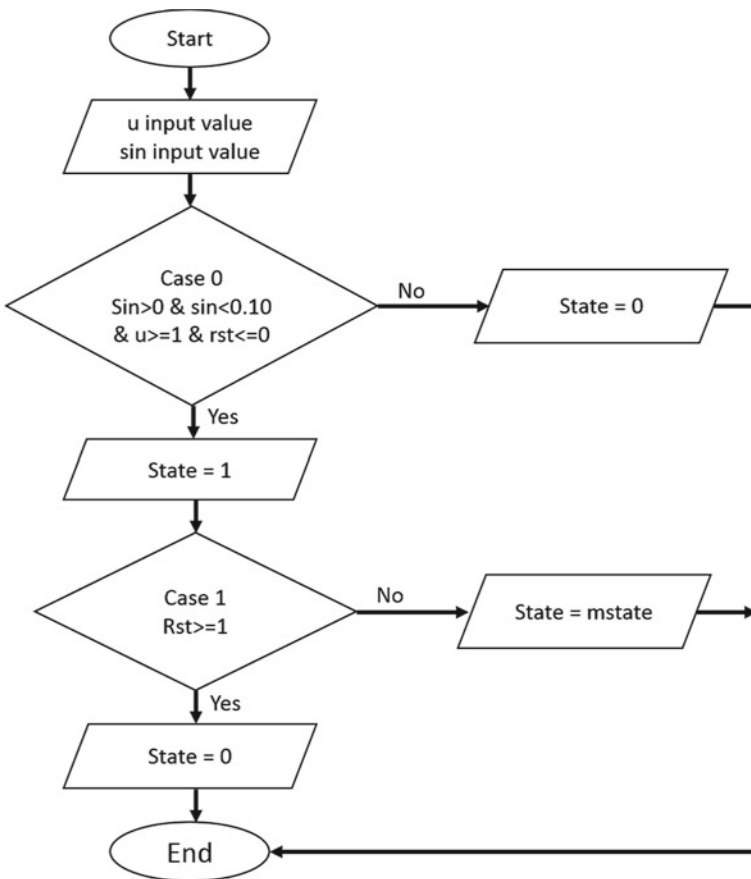 Start
u input value
sin input value
Case 0
Sin>0 & sin<0.10
& u>=1 & rst<=0
No
State = 0
Yes
State = 1
Case 1
Rst>=1
No
State = mstate
Yes
State = 0
End